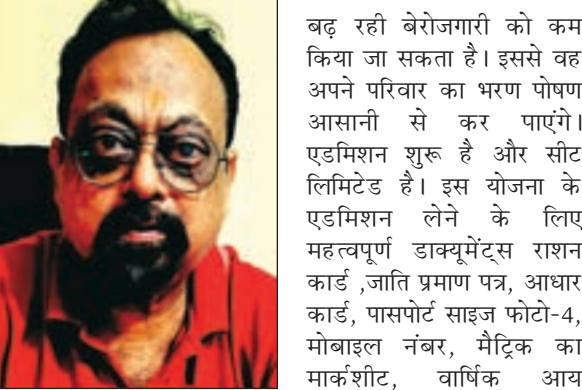 बढ़ रही बेरोजगारी को कम
किया जा सकता है। इससे वह
अपने परिवार का भरण पोषण
आसानी से कर पाएंगे।
एडमिशन शुरू है और सीट
लिमिटेड है। इस योजना के
एडमिशन लेने के लिए
महत्वपूर्ण डाक्यूमेंट्स राशन
कार्ड ,जाति प्रमाण पत्र, आधार
कार्ड, पासपोर्ट साइज फोटो-4,
मोबाइल नंबर, मैट्रिक का
मार्कशीट, वार्षिक आय